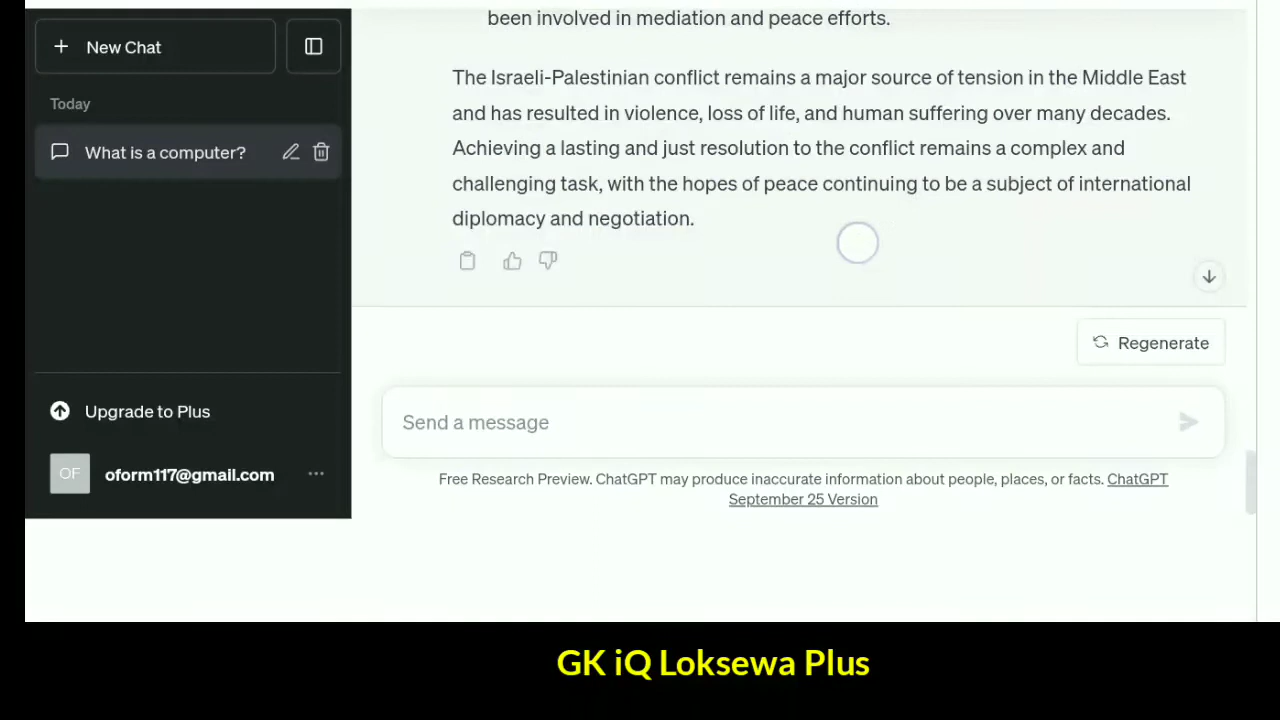 New Chat
Today
What is a computer?
Upgrade to Plus
OF
oform117@gmail.com
been involved in mediation and peace efforts.
The Israeli-Palestinian conflict remains a major source of tension in the Middle East
and has resulted in violence, loss of life, and human suffering over many decades.
Achieving a lasting and just resolution to the conflict remains a complex and
challenging task, with the hopes of peace continuing to be a subject of international
diplomacy and negotiation.
Regenerate
Send a message
Free Research Preview. ChatGPT may produce inaccurate information about people, places, or facts. ChatGPT
September 25 Version
GK iQ Loksewa Plus